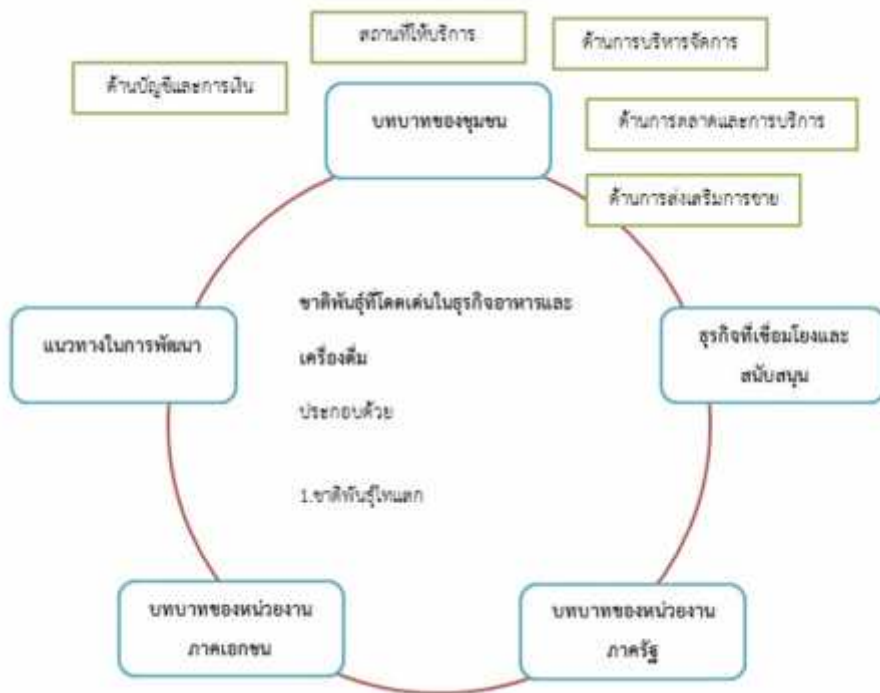 สถานที่ให้บริการ
ด้านการบริหารจัดการ
ด้านบัญชีและการเงิน
บทบาทของชุมชน
ด้านการตลาดและการบริการ
ด้านการส่งเสริมการขาย
ชาติพันธุ์ที่โดดเด่นในธุรกิจอาหารและ
เครื่องดื่ม
ประกอบด้วย
1.ชาติพันธุ์ไทแสก
แนวทางในการพัฒนา
ธุรกิจที่เชื่อมโยงและ
สนับสนุน
บทบาทของหน่วยงาน
ภาคเอกชน
บทบาทของหน่วยงาน
ภาครัฐ